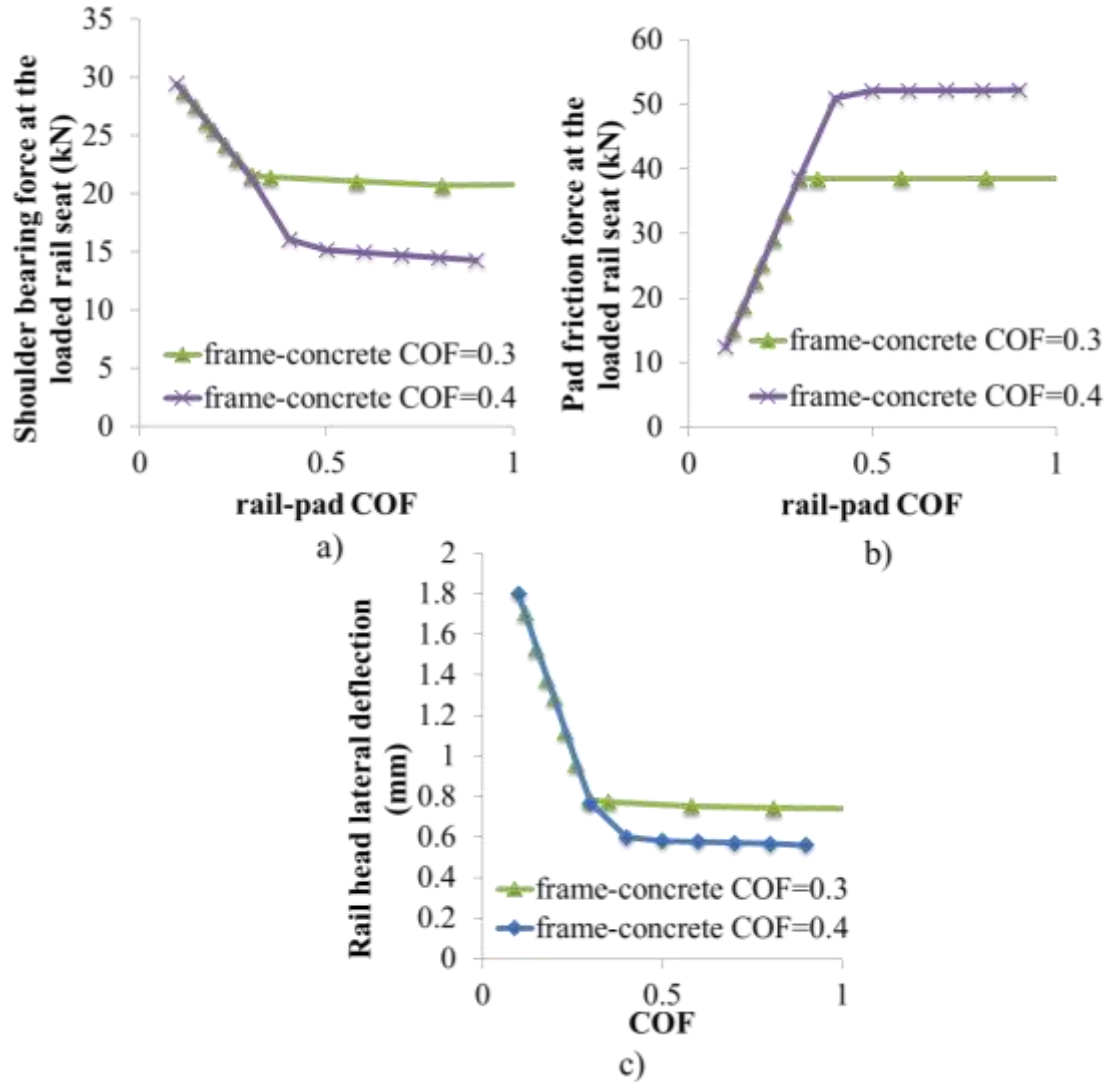 Shoulder bearing force at the
loaded rail seat (kN)
35
30
25
20
15
10
5
0
frame-concrete COF=0.3
frame-concrete COF=0.4
0
0.5
1
rail-pad COF
a)
Pad friction force at the
loaded rail seat (kN)
60
50
40
30
20
10
0
frame-concrete COF=0.3
frame-concrete COF=0.4
0
0.5
1
rail-pad COF
b)
Rail head lateral deflection
(mm)
2
1.8
1.6
1.4
1.2
1
0.8
0.6
0.4
0.2
0
frame-concrete COF=0.3
frame-concrete COF=0.4
0
0.5
1
COF
c)